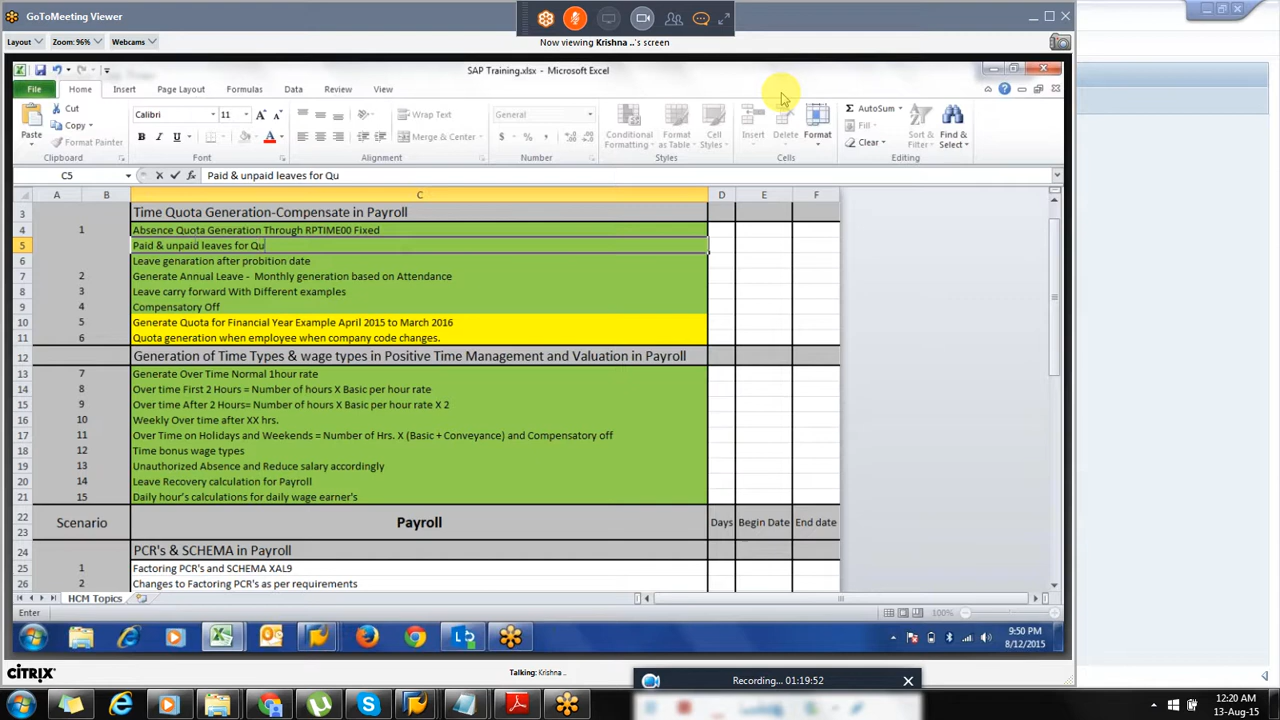 GoToMeeting Viewer
Layout Zoom: 96% Webcams
Now viewing Krishna ..'s screen
SAP Training.xlsx - Microsoft Excel
File Home Insert Page Layout Formulas Data Review View
Cut
Copy
Format Painter
Paste
Calibri 11
B I U
Wrap Text
Merge & Center
General
$ %
Conditional Formatting
Format as Table
Cell Styles
Insert Delete Format
AutoSum
Fill
Clear
Sort & Filter
Find & Select
Clipboard Font Alignment Number Styles Cells Editing
C5 fx Paid & unpaid leaves for Qu
A B C D E F
3 Time Quota Generation-Compensate in Payroll
4 1 Absence Quota Generation Through RPTIME00 Fixed
5 Paid & unpaid leaves for Qu
6 Leave genaration after probition date
7 2 Generate Annual Leave - Monthly generation based on Attendance
8 3 Leave carry forward With Different examples
9 4 Compensatory Off
10 5 Generate Quota for Financial Year Example April 2015 to March 2016
11 6 Quota generation when employee when company code changes.
12 Generation of Time Types & wage types in Positive Time Management and Valuation in Payroll
13 7 Generate Over Time Normal 1hour rate
14 8 Over time First 2 Hours = Number of hours X Basic per hour rate
15 9 Over time After 2 Hours= Number of hours X Basic per hour rate X 2
16 10 Weekly Over time after XX hrs.
17 11 Over Time on Holidays and Weekends = Number of Hrs. X (Basic + Conveyance) and Compensatory off
18 12 Time bonus wage types
19 13 Unauthorized Absence and Reduce salary accordingly
20 14 Leave Recovery calculation for Payroll
21 15 Daily hour's calculations for daily wage earner's
22 Scenario Payroll Days Begin Date End date
23
24 PCR's & SCHEMA in Payroll
25 1 Factoring PCR's and SCHEMA XAL9
26 2 Changes to Factoring PCR's as per requirements
HCM Topics
Enter 100%
9:50 PM
8/12/2015
CITRIX Talking: Krishna ..
Recording... 01:19:52
12:20 AM
13-Aug-15